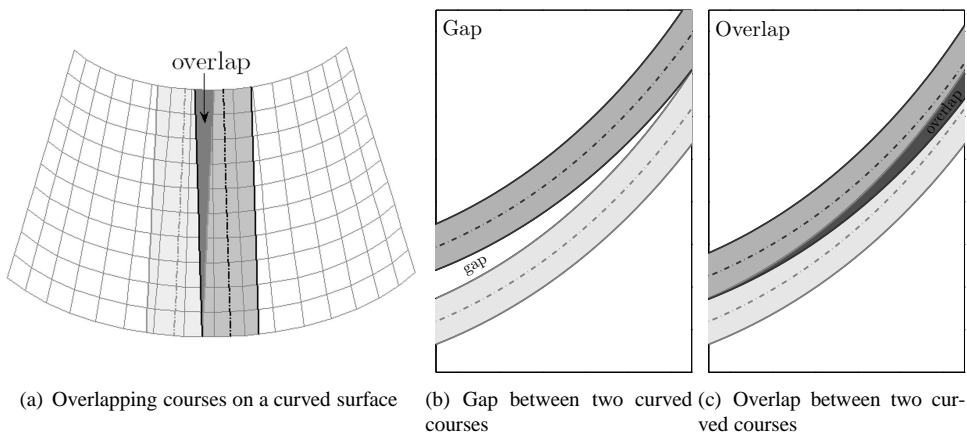 overlap
Gap
gap
Overlap
overlap
(a) Overlapping courses on a curved surface
(b) Gap between two curved courses
(c) Overlap between two cur-
ved courses